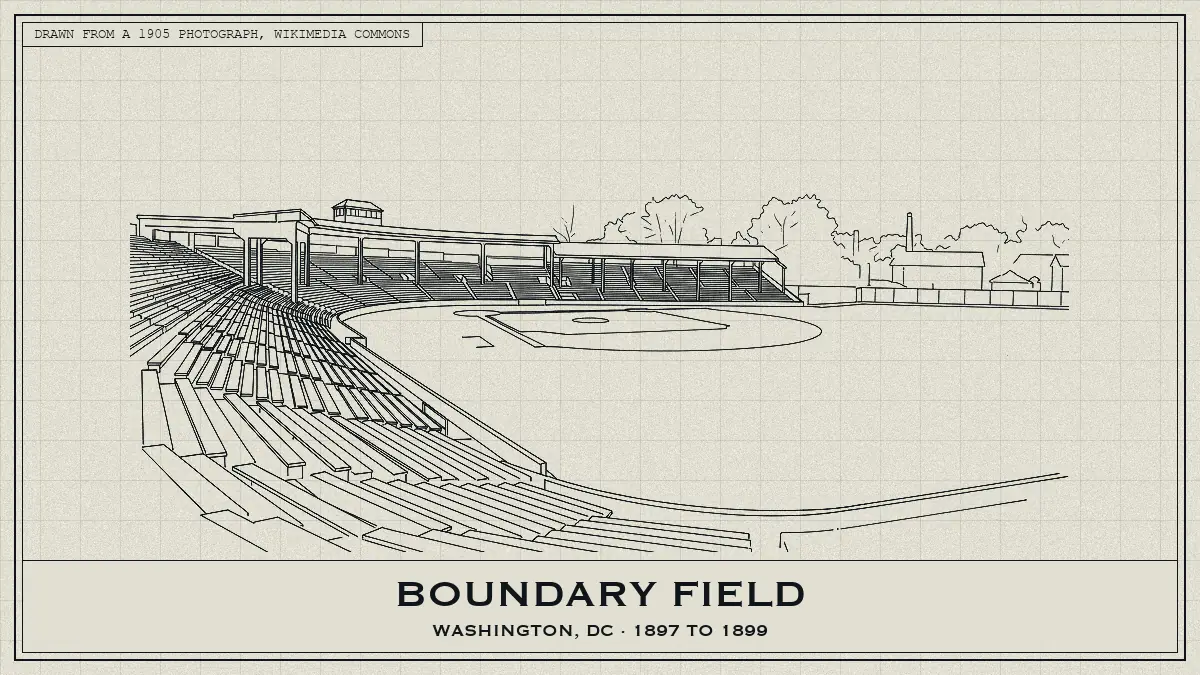 DRAWN FROM A 1905 PHOTOGRAPH, WIKIMEDIA COMMONS
BOUNDARY FIELD
WASHINGTON, DC · 1897 TO 1899